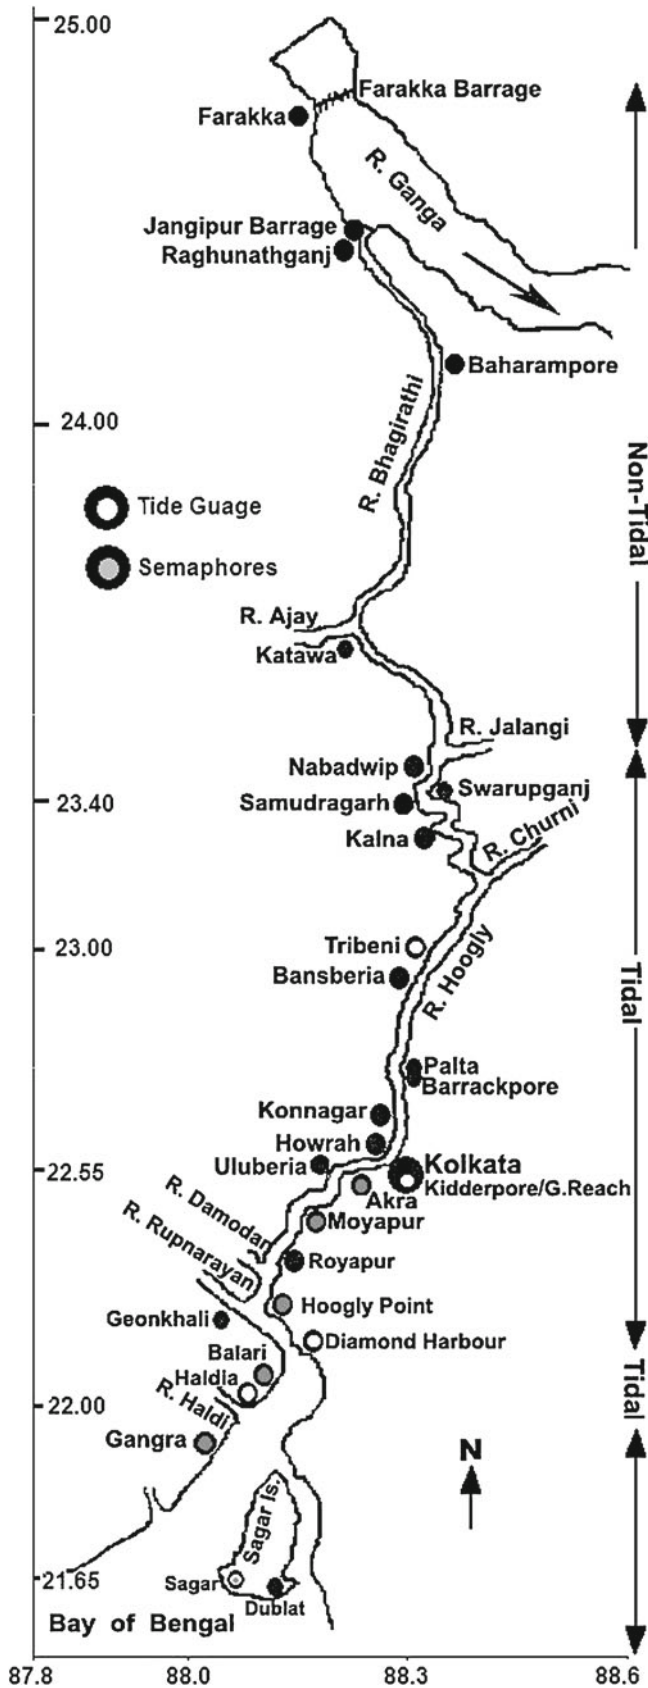 25.00
Farakka Barrage
Farakka
R. Ganga
Jangipur Barrage
Raghunathganj
Baharampore
24.00
R. Bhagirathi
Non-Tidal
Tide Guage
Semaphores
R. Ajay
Katawa
R. Jalangi
Nabadwip
Swarupganj
23.40
Samudragarh
R. Churni
Kalna
Tribeni
23.00
Bansberia
R. Hoogly
Tidal
Palta
Barrackpore
Konnagar
Howrah
Uluberia
22.55
Kolkata
Kidderpore/G.Reach
Akra
R. Damodan
Moyapur
R. Rupnarayan
Royapur
Hoogly Point
Geonkhali
Diamond Harbour
Balari
Haldia
R. Haldi
22.00
Tidal
Gangra
N
Sagar Is.
21.65
Sagar
Dublat
Bay of Bengal
87.8
88.0
88.3
88.6